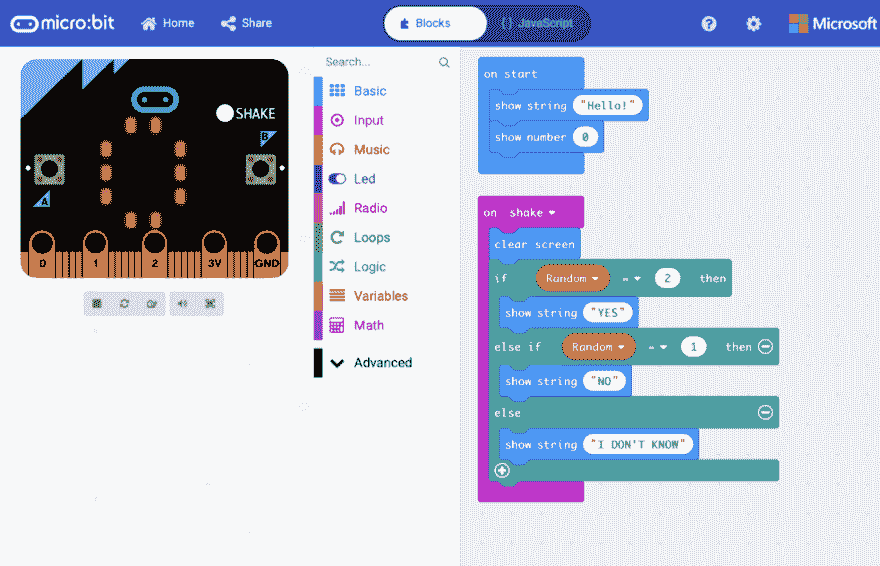 micro:bit Home Share Blocks {} JavaScript Microsoft
SHAKE
B
A
0 1 2 3V GND
Search...
Basic
Input
Music
Led
Radio
Loops
Logic
Variables
Math
Advanced
on start
show string "Hello!"
show number 0
on shake
clear screen
if Random = 2 then
show string "YES"
else if Random = 1 then
show string "NO"
else
show string "I DON'T KNOW"